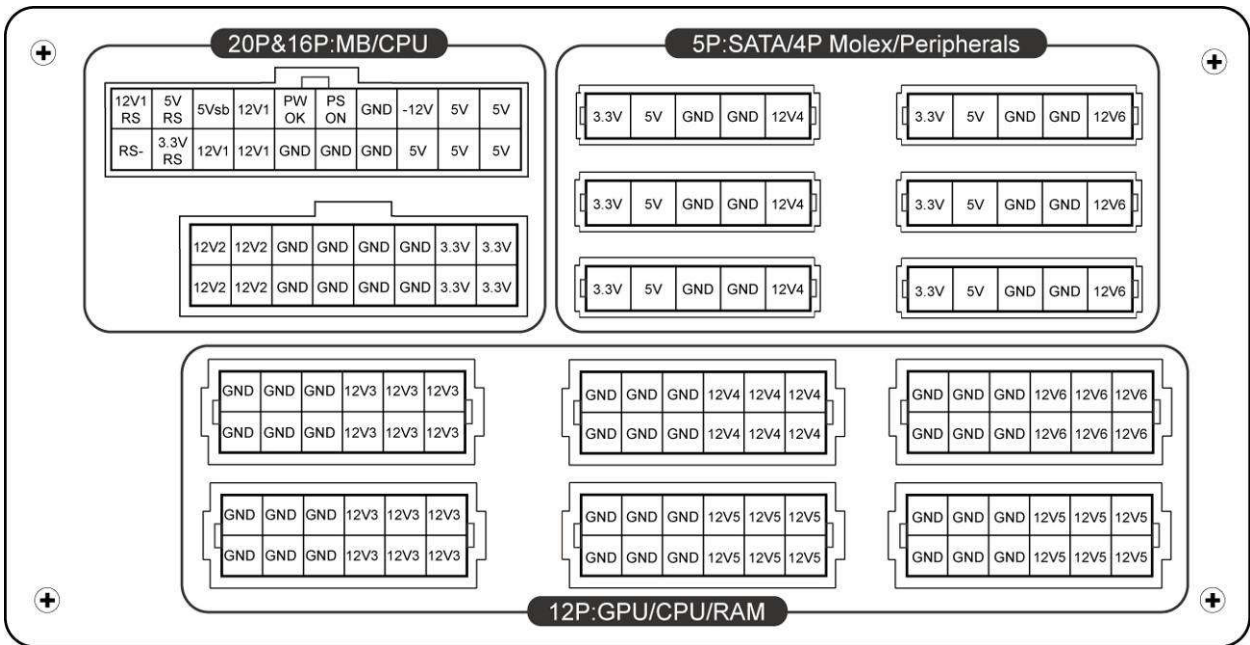 20P&16P:MB/CPU
12V1 RS 5V RS 5Vsb 12V1 PW OK PS ON GND -12V 5V 5V
RS- 3.3V RS 12V1 12V1 GND GND GND 5V 5V 5V
12V2 12V2 GND GND GND GND 3.3V 3.3V
12V2 12V2 GND GND GND GND 3.3V 3.3V
5P:SATA/4P Molex/Peripherals
3.3V 5V GND GND 12V4
3.3V 5V GND GND 12V6
3.3V 5V GND GND 12V4
3.3V 5V GND GND 12V6
3.3V 5V GND GND 12V4
3.3V 5V GND GND 12V6
GND GND GND 12V3 12V3 12V3
GND GND GND 12V3 12V3 12V3
GND GND GND 12V4 12V4 12V4
GND GND GND 12V4 12V4 12V4
GND GND GND 12V6 12V6 12V6
GND GND GND 12V6 12V6 12V6
GND GND GND 12V3 12V3 12V3
GND GND GND 12V3 12V3 12V3
GND GND GND 12V5 12V5 12V5
GND GND GND 12V5 12V5 12V5
GND GND GND 12V5 12V5 12V5
GND GND GND 12V5 12V5 12V5
12P:GPU/CPU/RAM